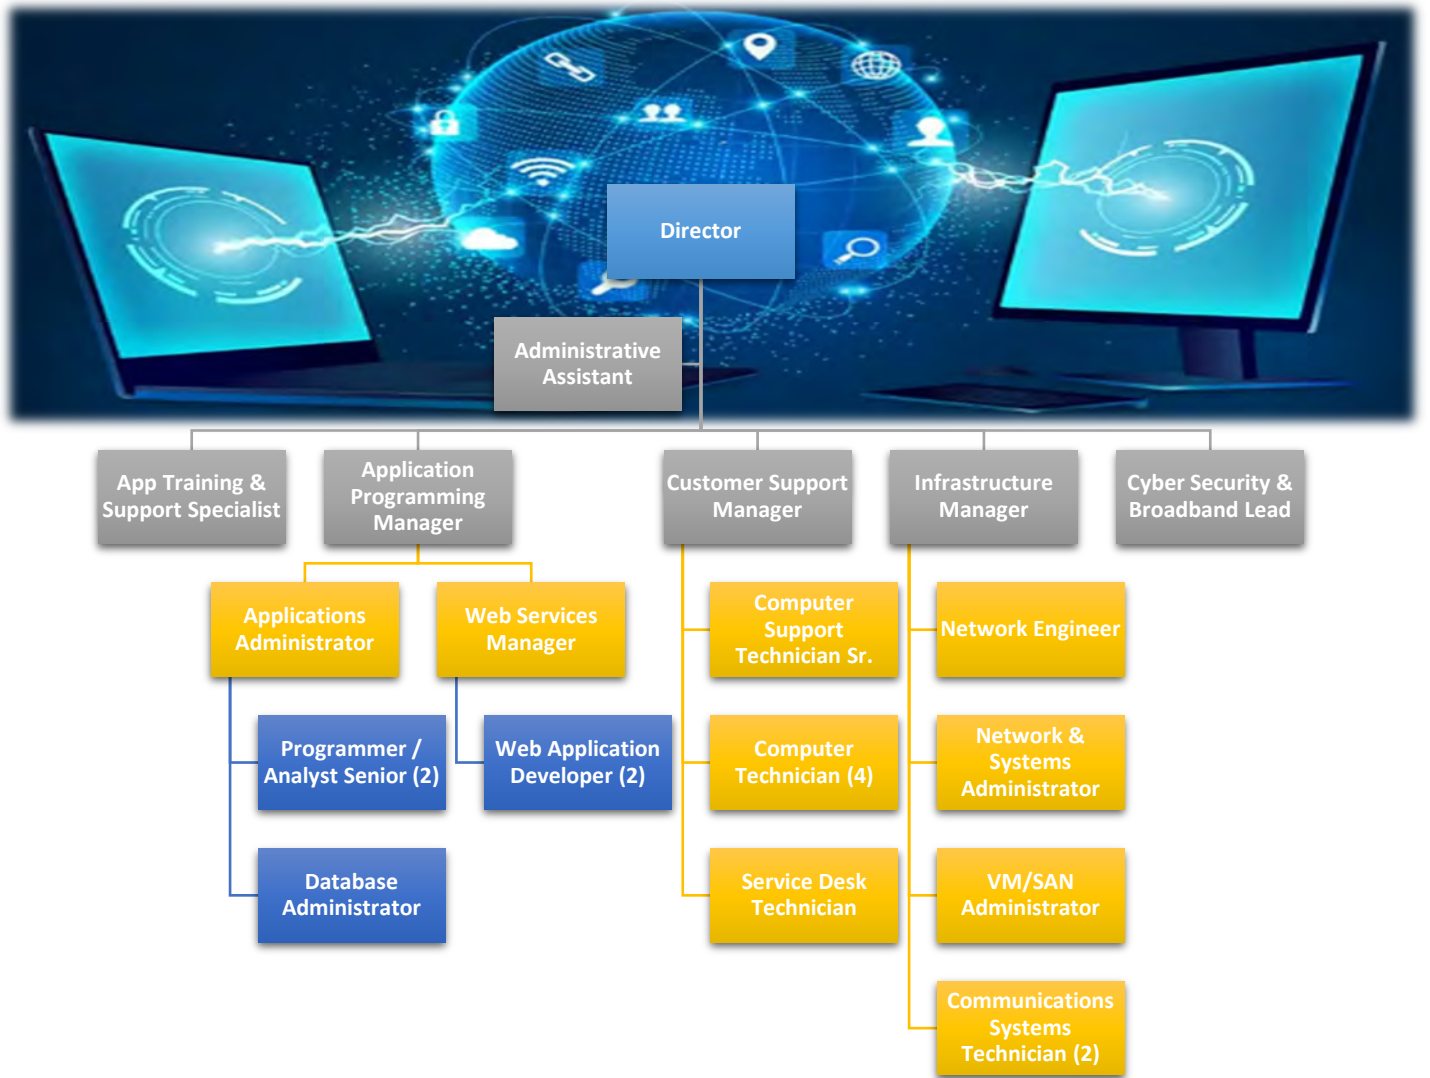 Director
Administrative
Assistant
App Training &
Support Specialist
Application
Programming
Manager
Customer Support
Manager
Infrastructure
Manager
Cyber Security &
Broadband Lead
Applications
Administrator
Web Services
Manager
Computer
Support
Technician Sr.
Network Engineer
Programmer /
Analyst Senior (2)
Web Application
Developer (2)
Computer
Technician (4)
Network &
Systems
Administrator
Database
Administrator
Service Desk
Technician
VM/SAN
Administrator
Communications
Systems
Technician (2)